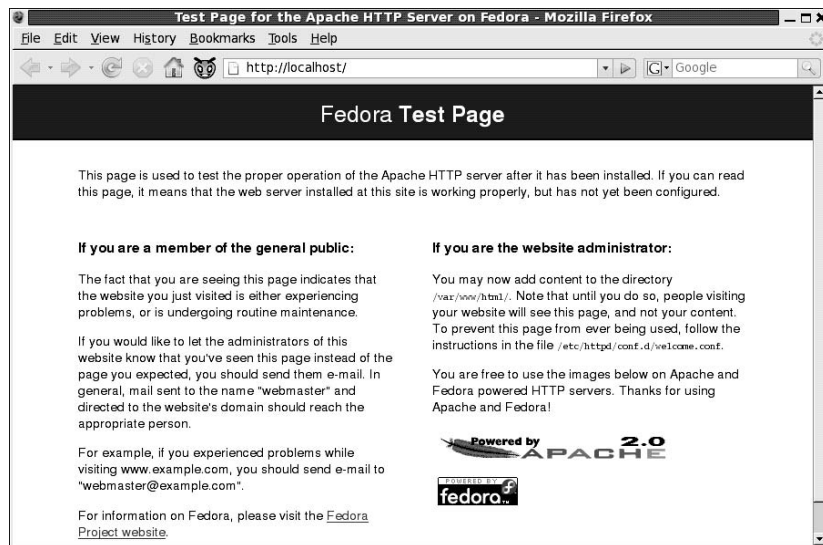 Test Page for the Apache HTTP Server on Fedora - Mozilla Firefox
File Edit View History Bookmarks Tools Help
http://localhost/
G Google
Fedora Test Page
This page is used to test the proper operation of the Apache HTTP server after it has been installed. If you can read
this page, it means that the web server installed at this site is working properly, but has not yet been configured.
If you are a member of the general public:
The fact that you are seeing this page indicates that
the website you just visited is either experiencing
problems, or is undergoing routine maintenance.
If you would like to let the administrators of this
website know that you've seen this page instead of the
page you expected, you should send them e-mail. In
general, mail sent to the name "webmaster" and
directed to the website's domain should reach the
appropriate person.
For example, if you experienced problems while
visiting www.example.com, you should send e-mail to
"webmaster@example.com".
For information on Fedora, please visit the Fedora
Project website.
If you are the website administrator:
You may now add content to the directory
/var/www/html/. Note that until you do so, people visiting
your website will see this page, and not your content.
To prevent this page from ever being used, follow the
instructions in the file /etc/httpd/conf.d/welcome.conf.
You are free to use the images below on Apache and
Fedora powered HTTP servers. Thanks for using
Apache and Fedora!
Powered by 2.0
APACHE
POWERED BY
fedora